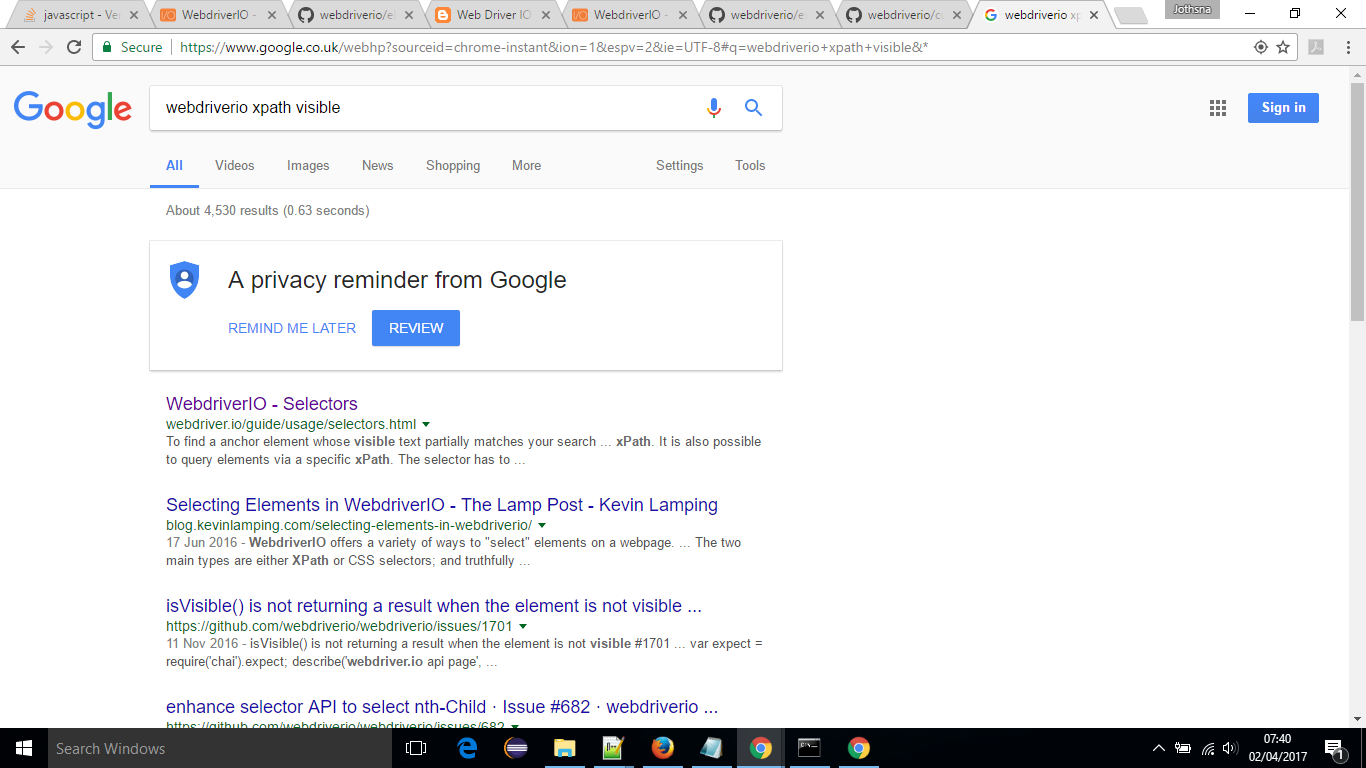 javascript - Ve
WebdriverIO -
webdriverio/el
Web Driver IO
WebdriverIO -
webdriverio/e
webdriverio/co
webdriverio xp
Jothsna
Secure
https://www.google.co.uk/webhp?sourceid=chrome-instant&ion=1&espv=2&ie=UTF-8#q=webdriverio+xpath+visible&*
Google
webdriverio xpath visible
Sign in
All Videos Images News Shopping More Settings Tools
About 4,530 results (0.63 seconds)
A privacy reminder from Google
REMIND ME LATER REVIEW
WebdriverIO - Selectors
webdriver.io/guide/usage/selectors.html
To find a anchor element whose visible text partially matches your search ... xPath. It is also possible
to query elements via a specific xPath. The selector has to ...
Selecting Elements in WebdriverIO - The Lamp Post - Kevin Lamping
blog.kevinlamping.com/selecting-elements-in-webdriverio/
17 Jun 2016 - WebdriverIO offers a variety of ways to "select" elements on a webpage. ... The two
main types are either XPath or CSS selectors; and truthfully ...
isVisible() is not returning a result when the element is not visible ...
https://github.com/webdriverio/webdriverio/issues/1701
11 Nov 2016 - isVisible() is not returning a result when the element is not visible #1701 ... var expect =
require('chai').expect; describe('webdriver.io api page', ...
enhance selector API to select nth-Child · Issue #682 · webdriverio ...
https://github.com/webdriverio/webdriverio/issues/682
Search Windows
07:40
02/04/2017
1